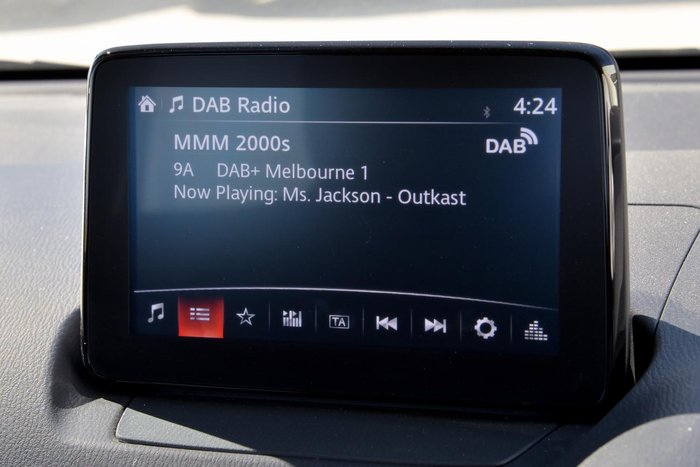 DAB Radio 4:24
MMM 2000s DAB
9A DAB+ Melbourne 1
Now Playing: Ms. Jackson - Outkast
TA